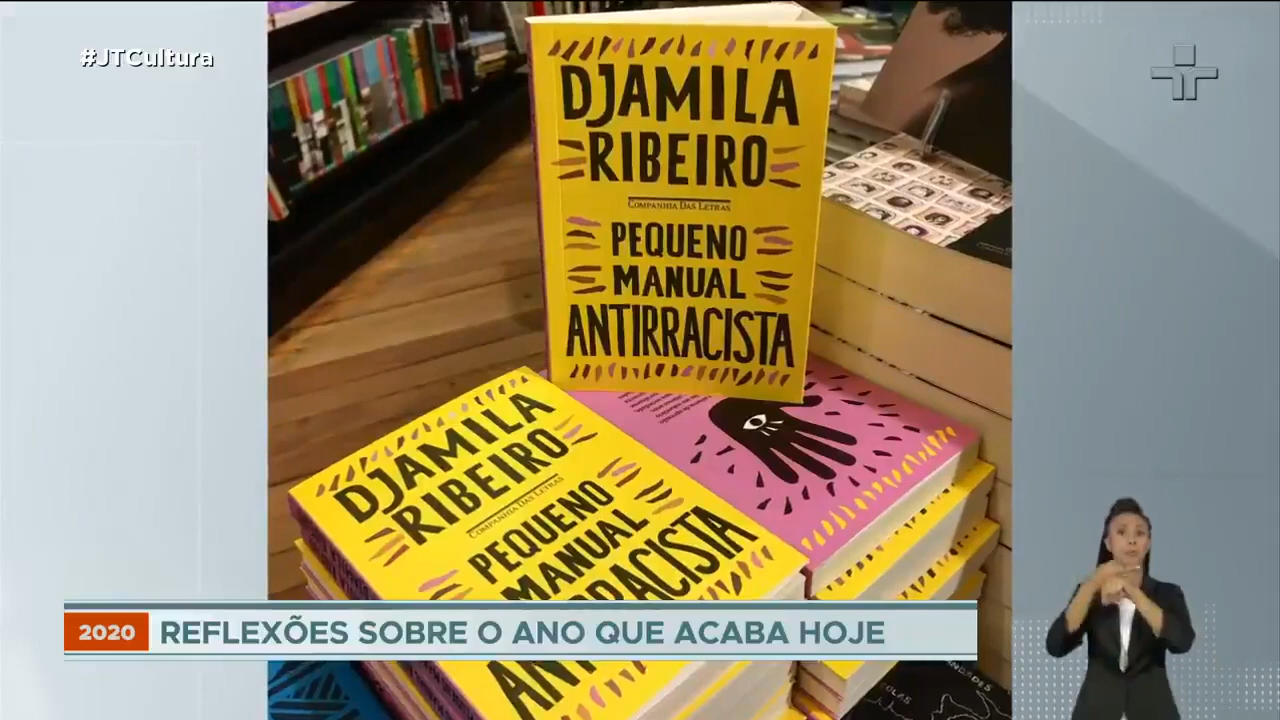 #JTCultura
DJAMILA
RIBEIRO
COMPANHIA DAS LETRAS
PEQUENO
MANUAL
ANTIRRACISTA
DJAMILA
RIBEIRO
COMPANHIA DAS LETRAS
PEQUENO
MANUAL
2020 REFLEXÕES SOBRE O ANO QUE ACABA HOJE